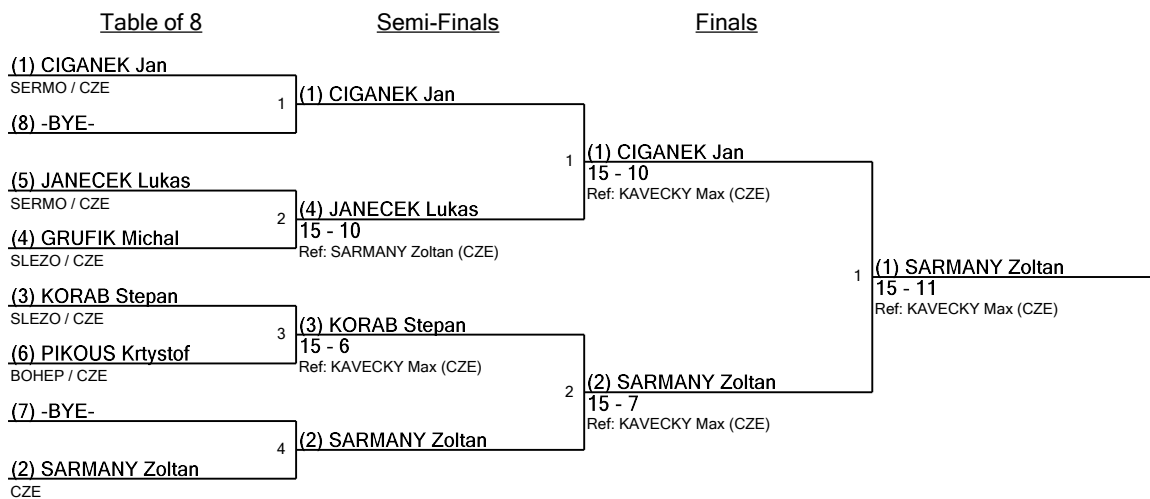 Table of 8
Semi-Finals
Finals
(1) CIGANEK Jan
SERMO / CZE
1
(8) -BYE-
(5) JANECEK Lukas
SERMO / CZE
2
(4) GRUFIK Michal
SLEZO / CZE
(3) KORAB Stepan
SLEZO / CZE
3
(6) PIKOUS Krtystof
BOHEP / CZE
(7) -BYE-
4
(2) SARMANY Zoltan
CZE
(1) CIGANEK Jan
1
(4) JANECEK Lukas
15 - 10
Ref: SARMANY Zoltan (CZE)
(3) KORAB Stepan
15 - 6
Ref: KAVECKY Max (CZE)
2
(2) SARMANY Zoltan
(1) CIGANEK Jan
15 - 10
Ref: KAVECKY Max (CZE)
1
(2) SARMANY Zoltan
15 - 7
Ref: KAVECKY Max (CZE)
(1) SARMANY Zoltan
15 - 11
Ref: KAVECKY Max (CZE)